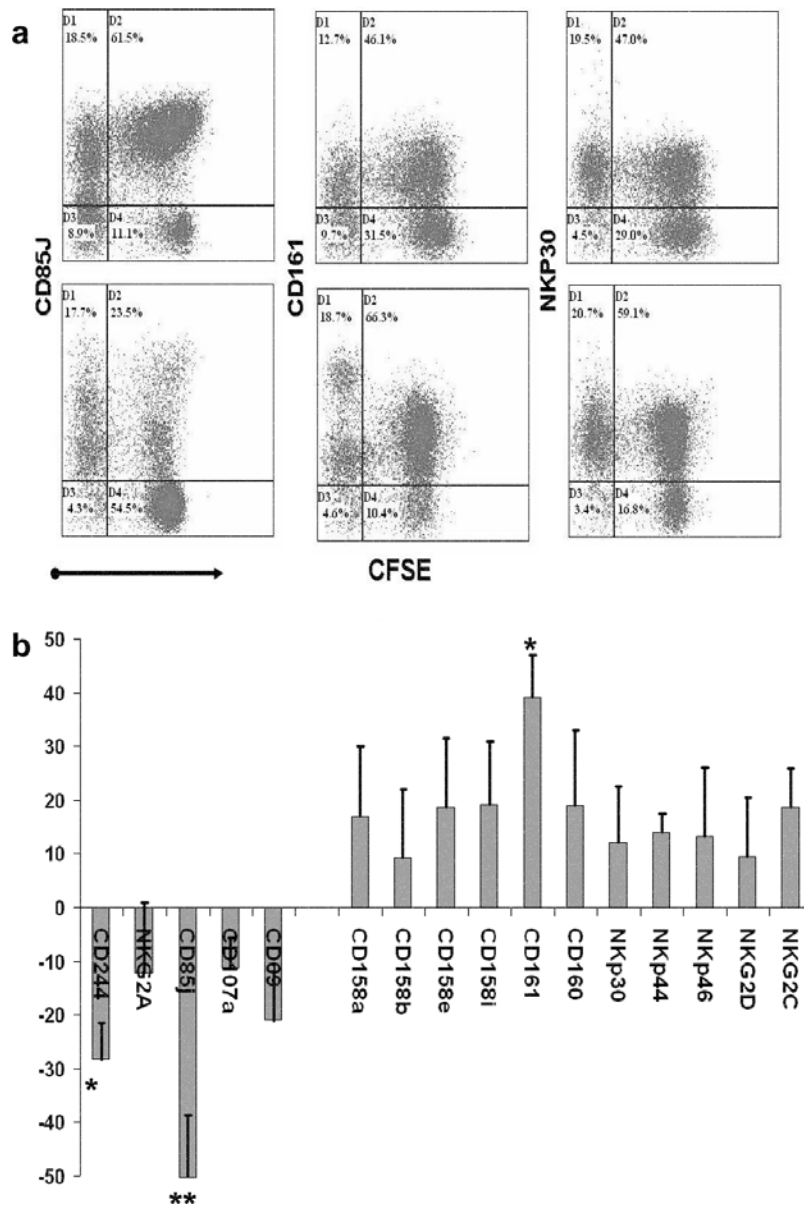 a
D1 D2
18.5% 61.5%
D3 D4
8.9% 11.1%
CD85J
D1 D2
12.7% 46.1%
D3 D4
9.7% 31.5%
CD161
D1 D2
19.5% 47.0%
D3 D4
4.5% 29.0%
NKP30
D1 D2
17.7% 23.5%
D3 D4
4.3% 54.5%
D1 D2
18.7% 66.3%
D3 D4
4.6% 10.4%
D1 D2
20.7% 59.1%
D3 D4
3.4% 16.8%
CFSE
b
50
40
30
20
10
0
-10
-20
-30
-40
-50
*
*
**
CD244
NKG2A
CD85j
CD107a
CD69
CD158a
CD158b
CD158e
CD158i
CD161
CD160
NKp30
NKp44
NKp46
NKG2D
NKG2C